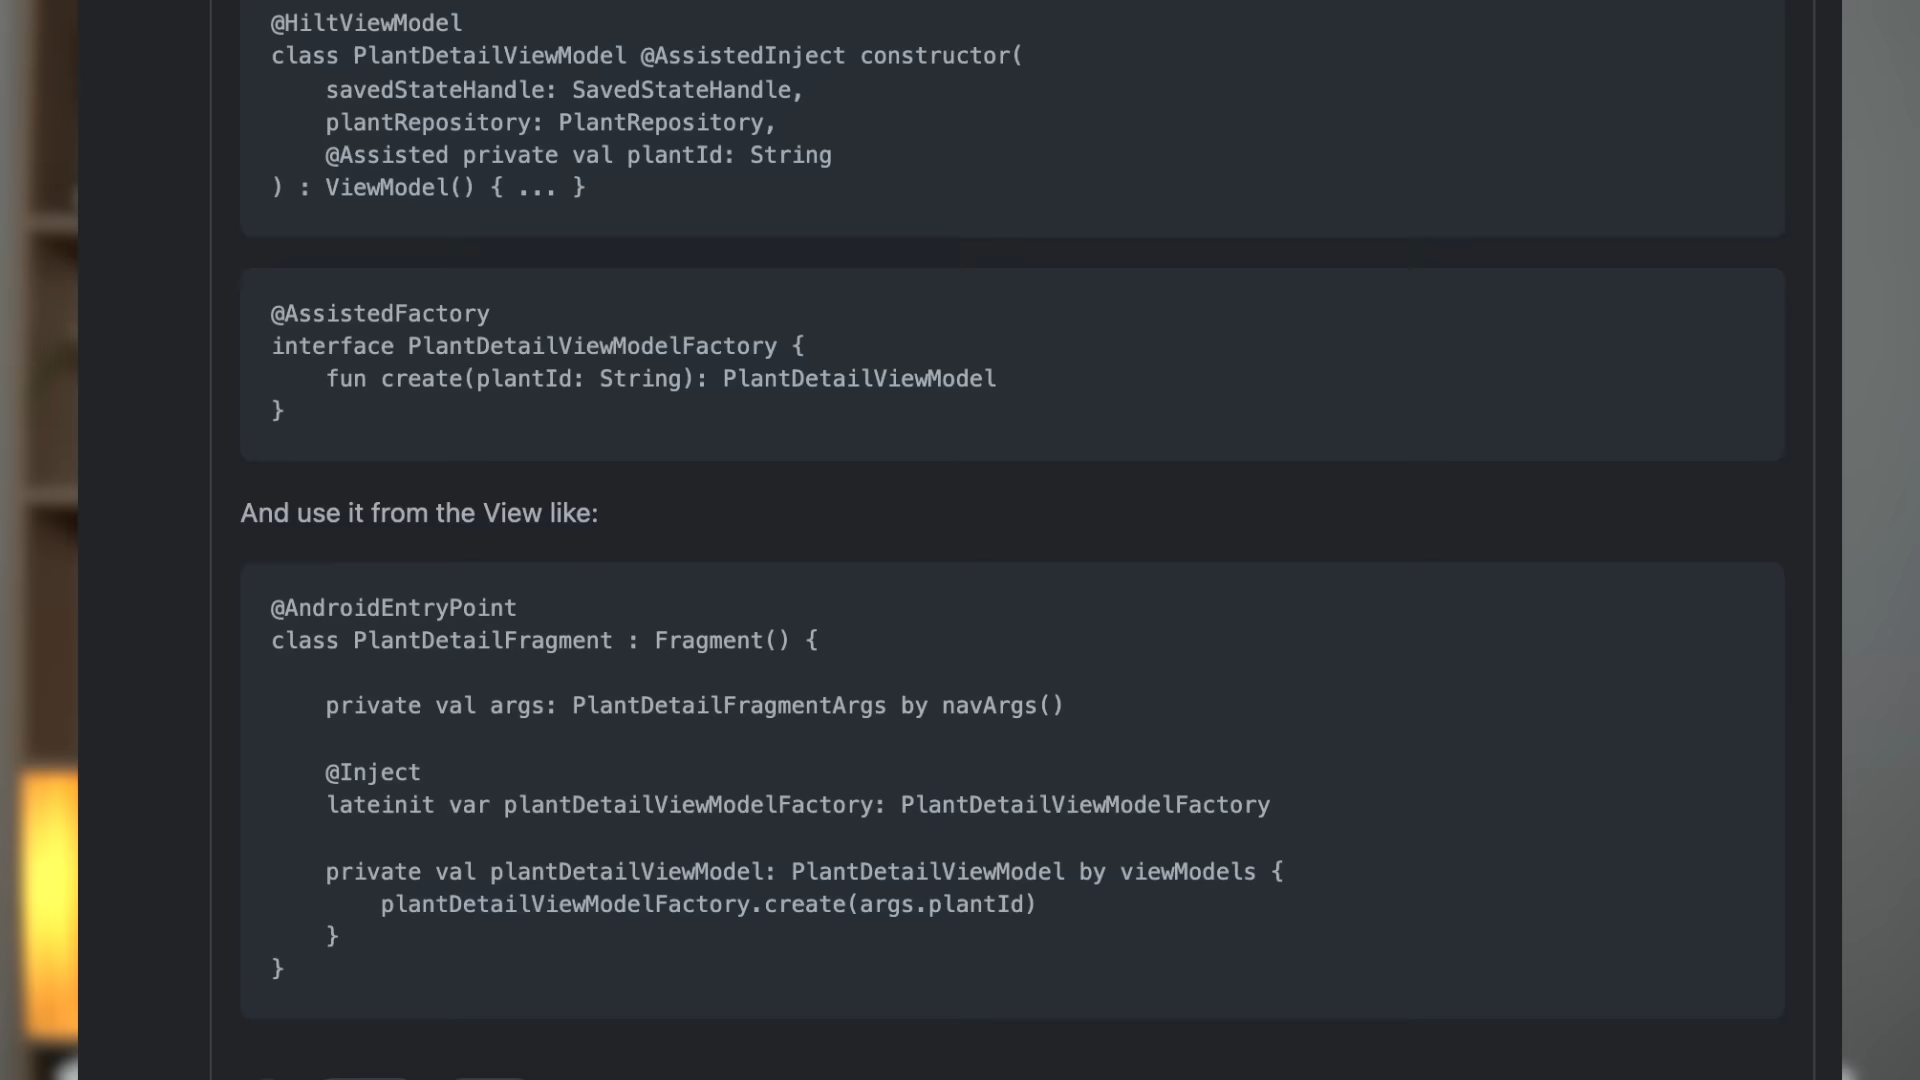 @HiltViewModel
class PlantDetailViewModel @AssistedInject constructor(
    savedStateHandle: SavedStateHandle,
    plantRepository: PlantRepository,
    @Assisted private val plantId: String
) : ViewModel() { ... }
@AssistedFactory
interface PlantDetailViewModelFactory {
    fun create(plantId: String): PlantDetailViewModel
}
And use it from the View like:
@AndroidEntryPoint
class PlantDetailFragment : Fragment() {
    private val args: PlantDetailFragmentArgs by navArgs()
    @Inject
    lateinit var plantDetailViewModelFactory: PlantDetailViewModelFactory
    private val plantDetailViewModel: PlantDetailViewModel by viewModels {
        plantDetailViewModelFactory.create(args.plantId)
    }
}